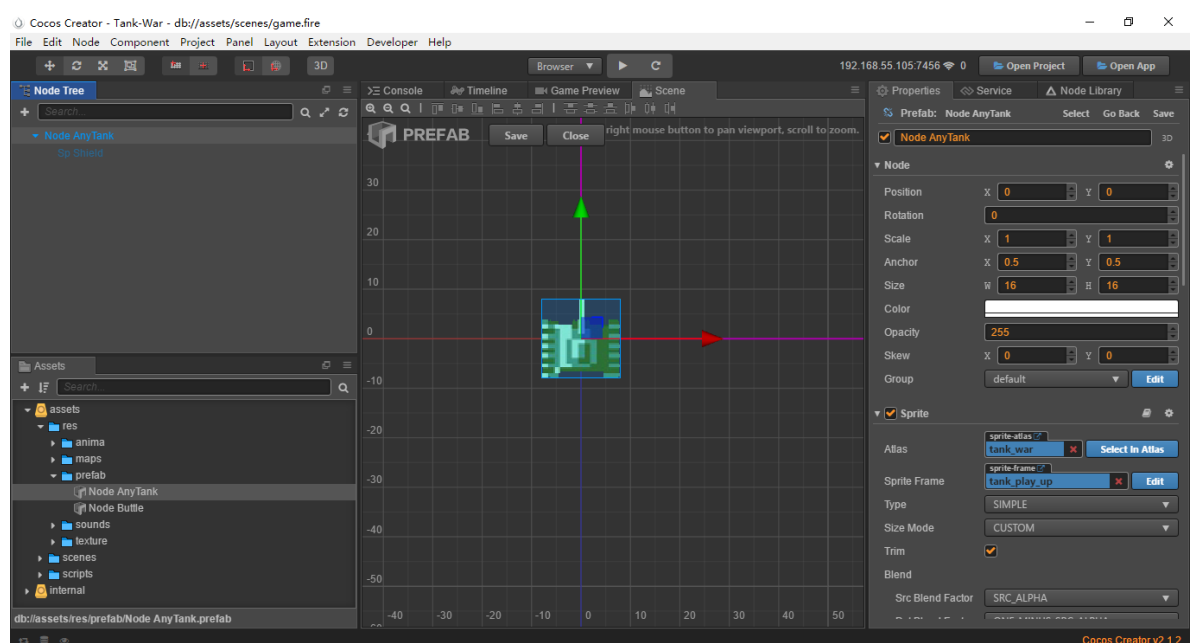 Cocos Creator - Tank-War - db://assets/scenes/game.fire
File Edit Node Component Project Panel Layout Extension Developer Help
3D Browser 192.168.55.105:7456 0 Open Project Open App
Node Tree
Search...
Node AnyTank
Sp Shield
Console Timeline Game Preview Scene
PREFAB Save Close right mouse button to pan viewport, scroll to zoom.
30
20
10
0
-10
-20
-30
-40
-50
-40 -30 -20 -10 0 10 20 30 40 50
Assets
Search...
assets
res
anima
maps
prefab
Node AnyTank
Node Buttle
sounds
texture
scenes
scripts
internal
db://assets/res/prefab/Node AnyTank.prefab
Properties Service Node Library
Prefab: Node AnyTank Select Go Back Save
Node AnyTank 3D
Node
Position X 0 Y 0
Rotation 0
Scale X 1 Y 1
Anchor X 0.5 Y 0.5
Size W 16 H 16
Color
Opacity 255
Skew X 0 Y 0
Group default Edit
Sprite
sprite-atlas
Atlas tank_war Select In Atlas
sprite-frame
Sprite Frame tank_play_up Edit
Type SIMPLE
Size Mode CUSTOM
Trim
Blend
Src Blend Factor SRC_ALPHA
Cocos Creator v2.1.2